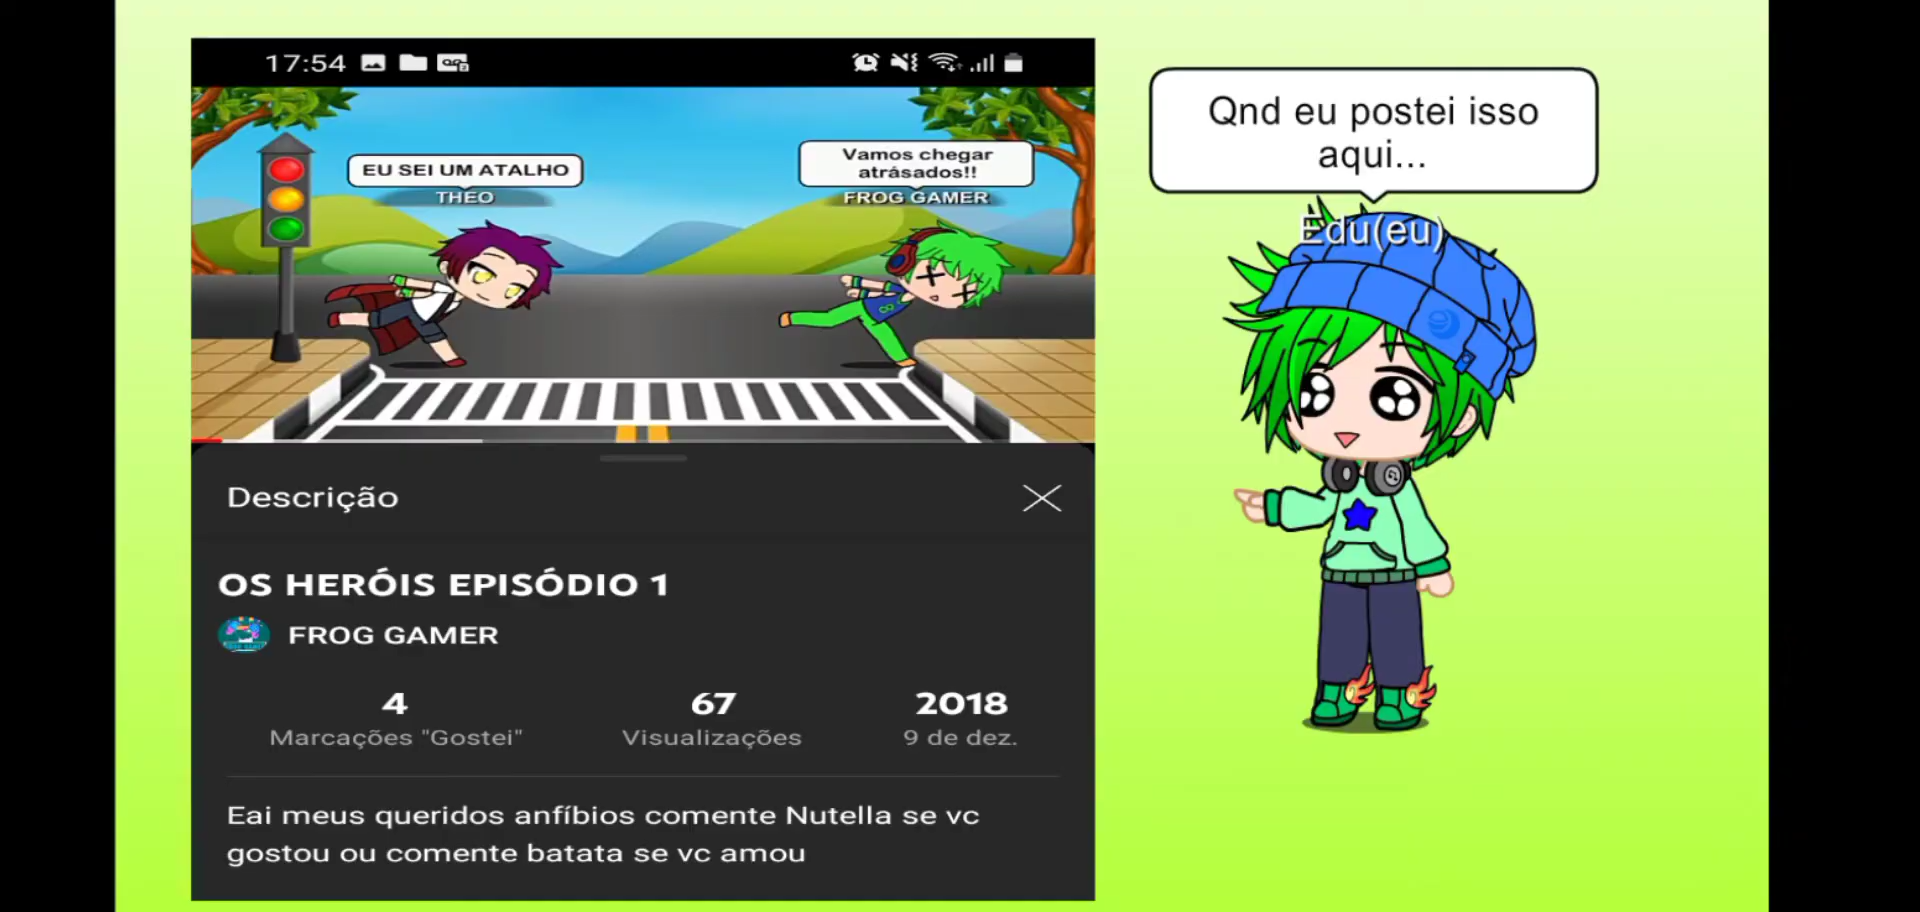 17:54
EU SEI UM ATALHO
THEO
Vamos chegar
atrásados!!
FROG GAMER
Descrição
OS HERÓIS EPISÓDIO 1
FROG GAMER
4
Marcações "Gostei"
67
Visualizações
2018
9 de dez.
Eai meus queridos anfíbios comente Nutella se vc
gostou ou comente batata se vc amou
Qnd eu postei isso
aqui...
Edu(eu)